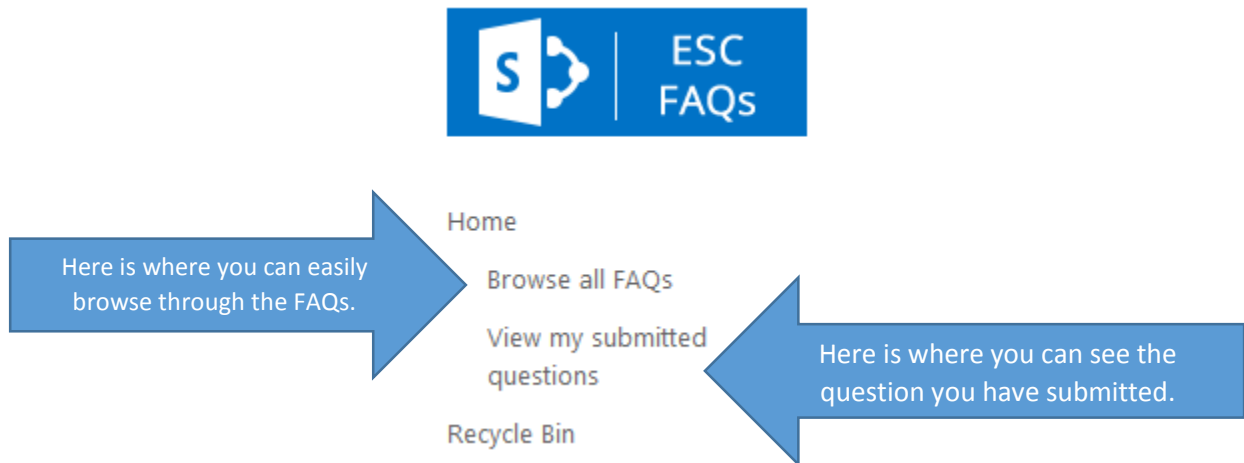 S
ESC
FAQs
Home
Here is where you can easily
browse through the FAQs.
Browse all FAQs
View my submitted
questions
Here is where you can see the
question you have submitted.
Recycle Bin